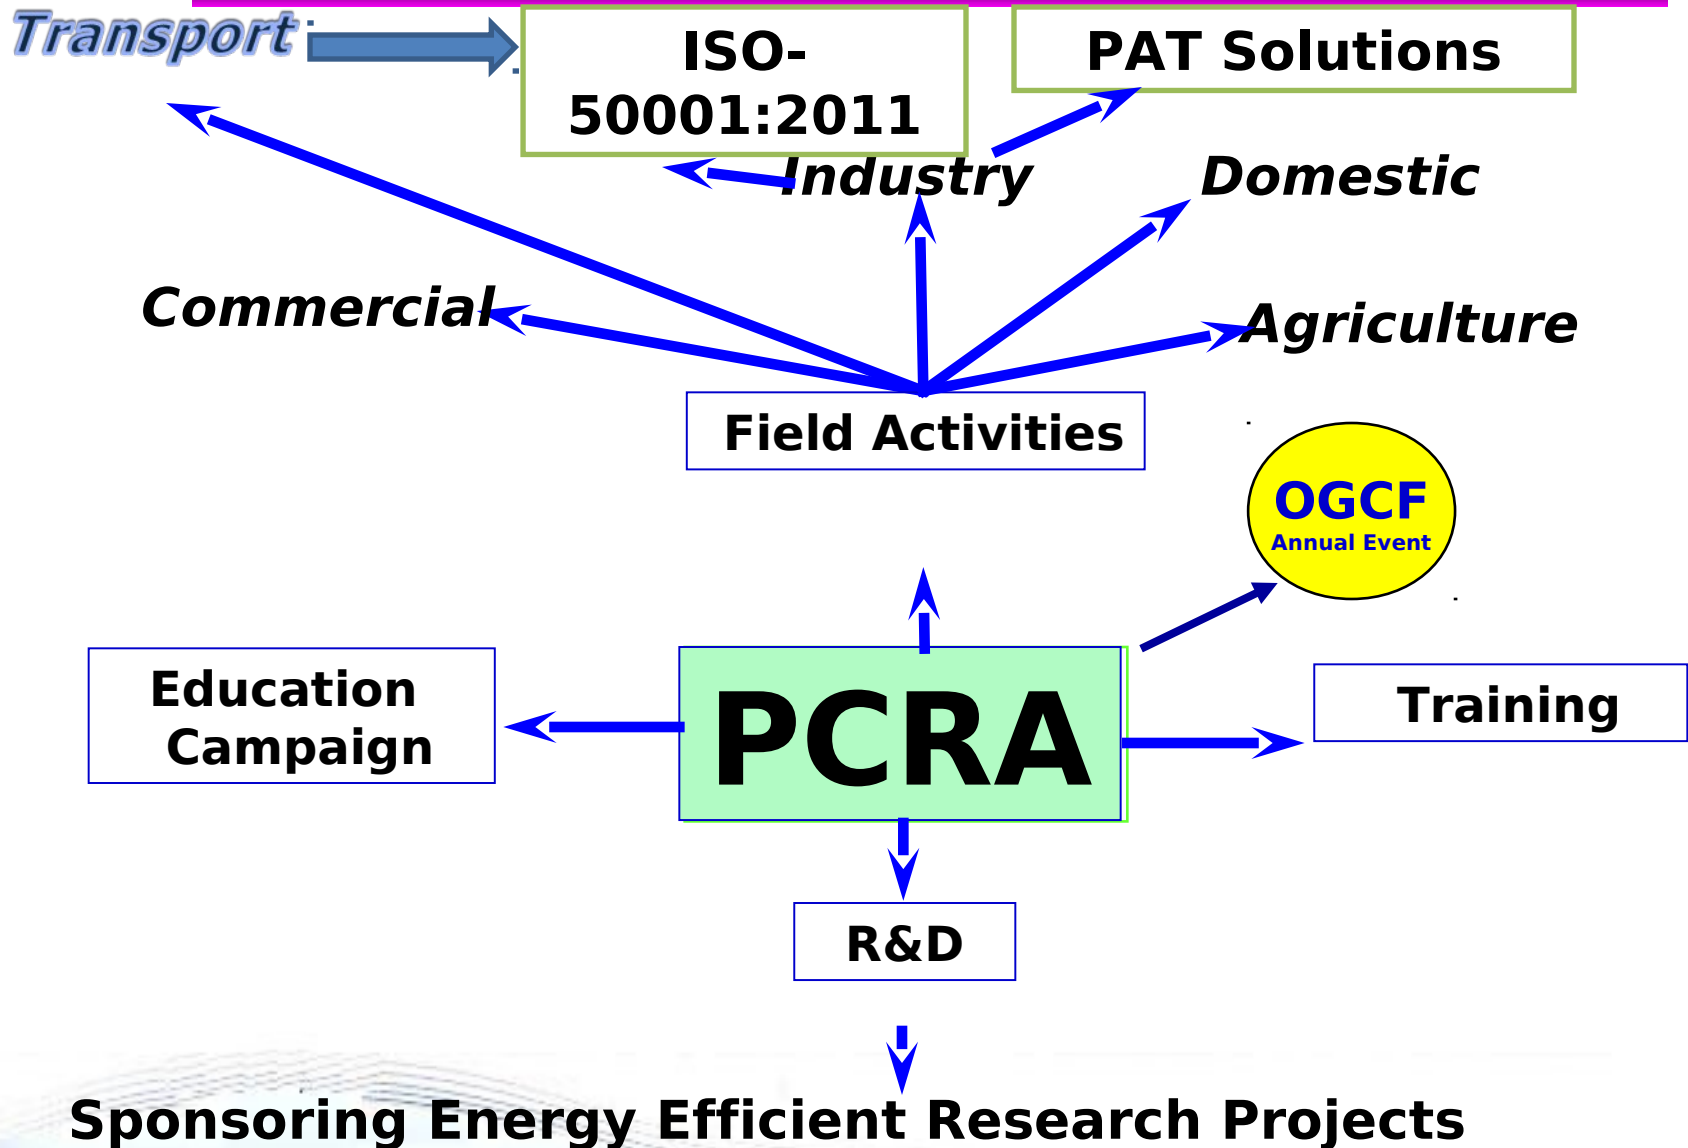 Transport
ISO-
50001:2011
PAT Solutions
Industry
Domestic
Commercial
Agriculture
Field Activities
OGCF
Annual Event
Education
Campaign
PCRA
Training
R&D
Sponsoring Energy Efficient Research Projects